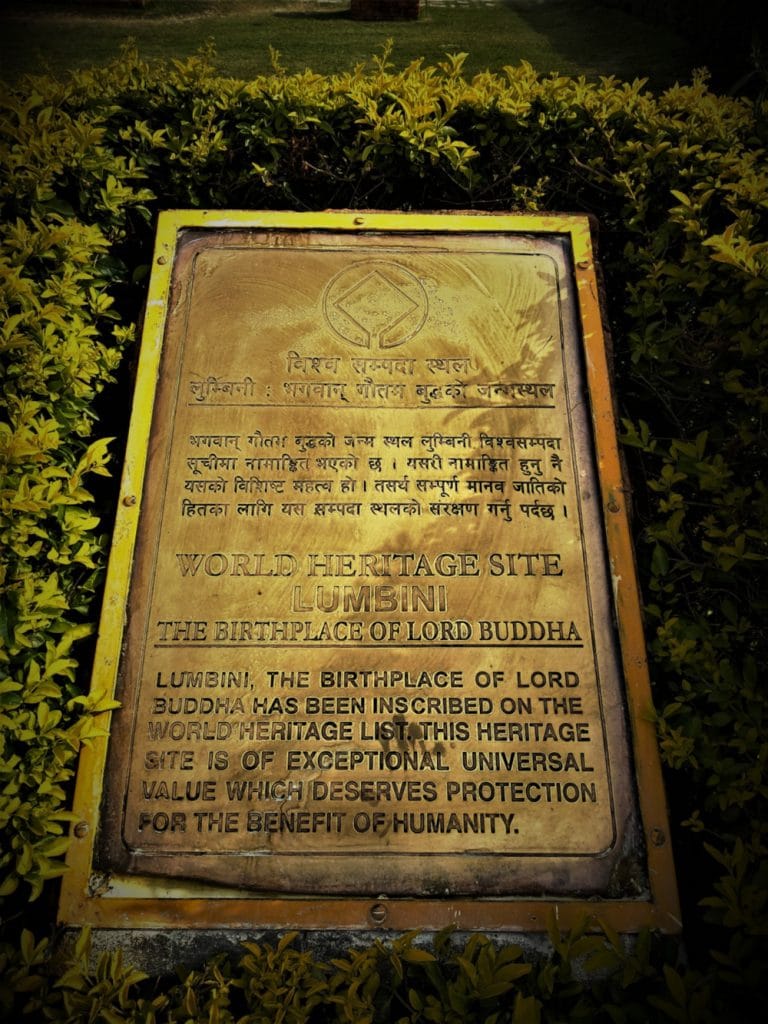 विश्व सम्पदा स्थल
लुम्बिनी : भगवान् गौतम बुद्धको जन्मस्थल
भगवान् गौतम बुद्धको जन्म स्थल लुम्बिनी विश्वसम्पदा
सूचीमा नामाङ्कित भएको छ । यसरी नामाङ्कित हुनु नै
यसको विशिष्ट महत्व हो । तसर्थ सम्पूर्ण मानव जातिको
हितका लागि यस सम्पदा स्थलको संरक्षण गर्नु पर्दछ ।
WORLD HERITAGE SITE
LUMBINI
THE BIRTHPLACE OF LORD BUDDHA
LUMBINI, THE BIRTHPLACE OF LORD
BUDDHA HAS BEEN INSCRIBED ON THE
WORLD HERITAGE LIST. THIS HERITAGE
SITE IS OF EXCEPTIONAL UNIVERSAL
VALUE WHICH DESERVES PROTECTION
FOR THE BENEFIT OF HUMANITY.